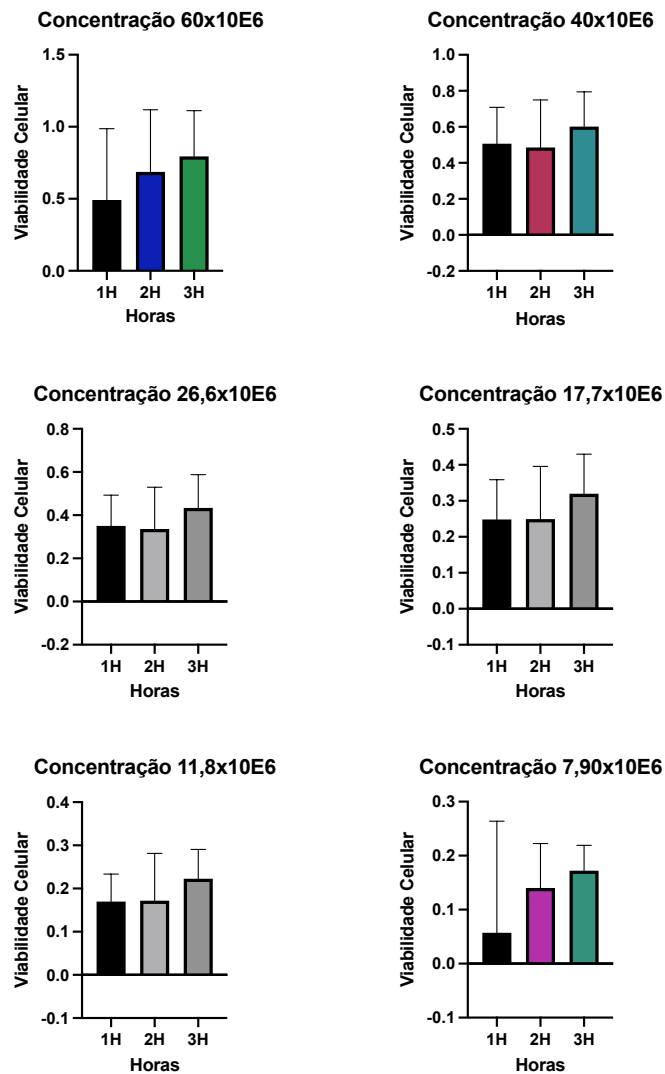 Concentração 60x10E6
1.5
1.0
0.5
0.0
Viabilidade Celular
1H 2H 3H
Horas
Concentração 40x10E6
1.0
0.8
0.6
0.4
0.2
0.0
-0.2
Viabilidade Celular
1H 2H 3H
Horas
Concentração 26,6x10E6
0.8
0.6
0.4
0.2
0.0
-0.2
Viabilidade Celular
1H 2H 3H
Horas
Concentração 17,7x10E6
0.5
0.4
0.3
0.2
0.1
0.0
-0.1
Viabilidade Celular
1H 2H 3H
Horas
Concentração 11,8x10E6
0.4
0.3
0.2
0.1
0.0
-0.1
Viabilidade Celular
1H 2H 3H
Horas
Concentração 7,90x10E6
0.3
0.2
0.1
0.0
-0.1
Viabilidade Celular
1H 2H 3H
Horas